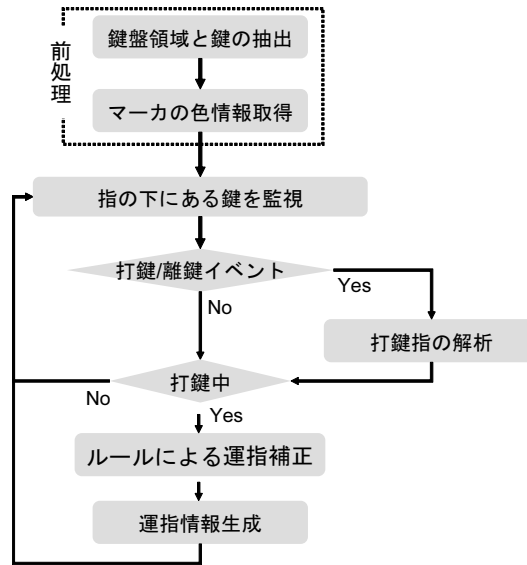 前処理
鍵盤領域と鍵の抽出
マーカの色情報取得
指の下にある鍵を監視
打鍵/離鍵イベント
Yes
No
打鍵指の解析
打鍵中
No
Yes
ルールによる運指補正
運指情報生成